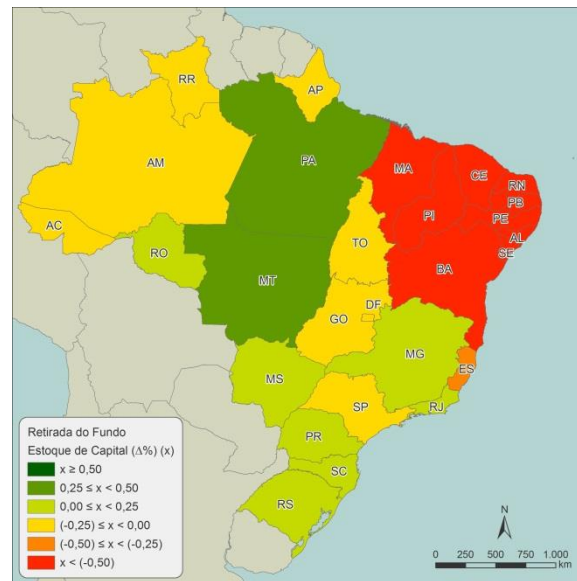 RR
AP
AM
PA
MA
CE
RN
PB
PE
PI
AL
SE
AC
RO
TO
BA
MT
DF
GO
MG
ES
MS
SP
RJ
PR
SC
RS
Retirada do Fundo
Estoque de Capital (Δ%) (x)
x ≥ 0,50
0,25 ≤ x < 0,50
0,00 ≤ x < 0,25
(-0,25) ≤ x < 0,00
(-0,50) ≤ x < (-0,25)
x < (-0,50)
N
0 250 500 750 1.000
km